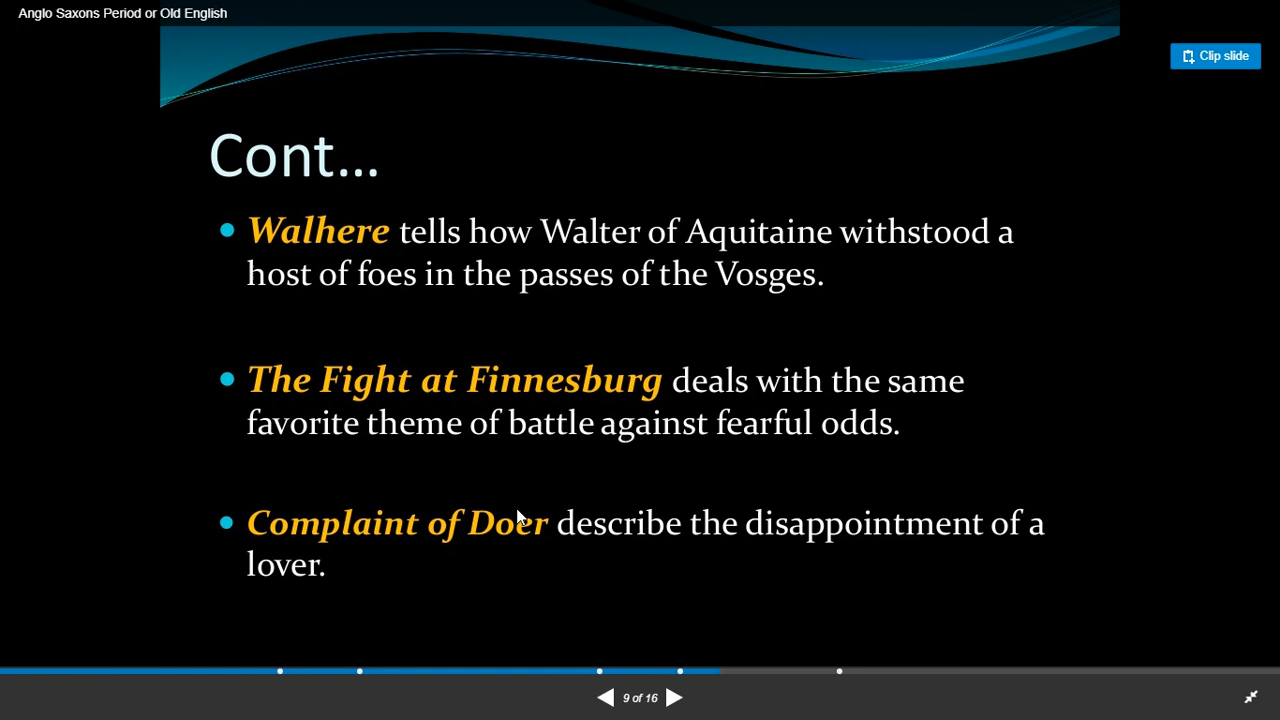 Anglo Saxons Period or Old English
Clip slide
Cont...
• Walhere tells how Walter of Aquitaine withstood a
host of foes in the passes of the Vosges.
• The Fight at Finnesburg deals with the same
favorite theme of battle against fearful odds.
• Complaint of Doer describe the disappointment of a
lover.
9 of 16